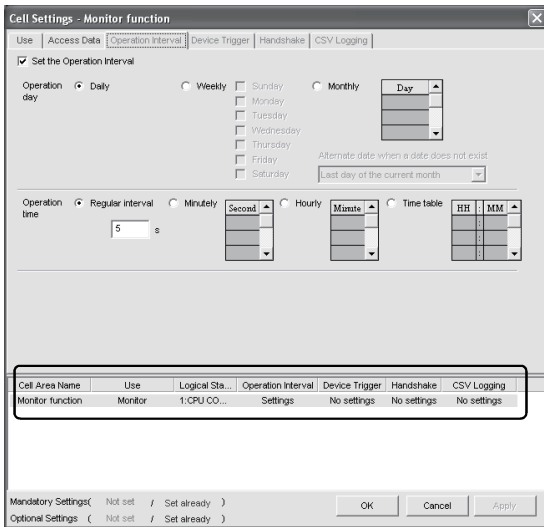 Cell Settings - Monitor function
Use Access Data Operation Interval Device Trigger Handshake CSV Logging
Set the Operation Interval
Operation day Daily Weekly Sunday Monthly Day
Monday
Tuesday
Wednesday
Thursday
Friday Alternate date when a date does not exist
Saturday Last day of the current month
Operation time Regular interval Minutely Second Hourly Minute Time table HH : MM
5 s :
:
:
Cell Area Name Use Logical Sta... Operation Interval Device Trigger Handshake CSV Logging
Monitor function Monitor 1:CPU CO... Settings No settings No settings No settings
Mandatory Settings( Not set / Set already )
Optional Settings ( Not set / Set already )
OK Cancel Apply